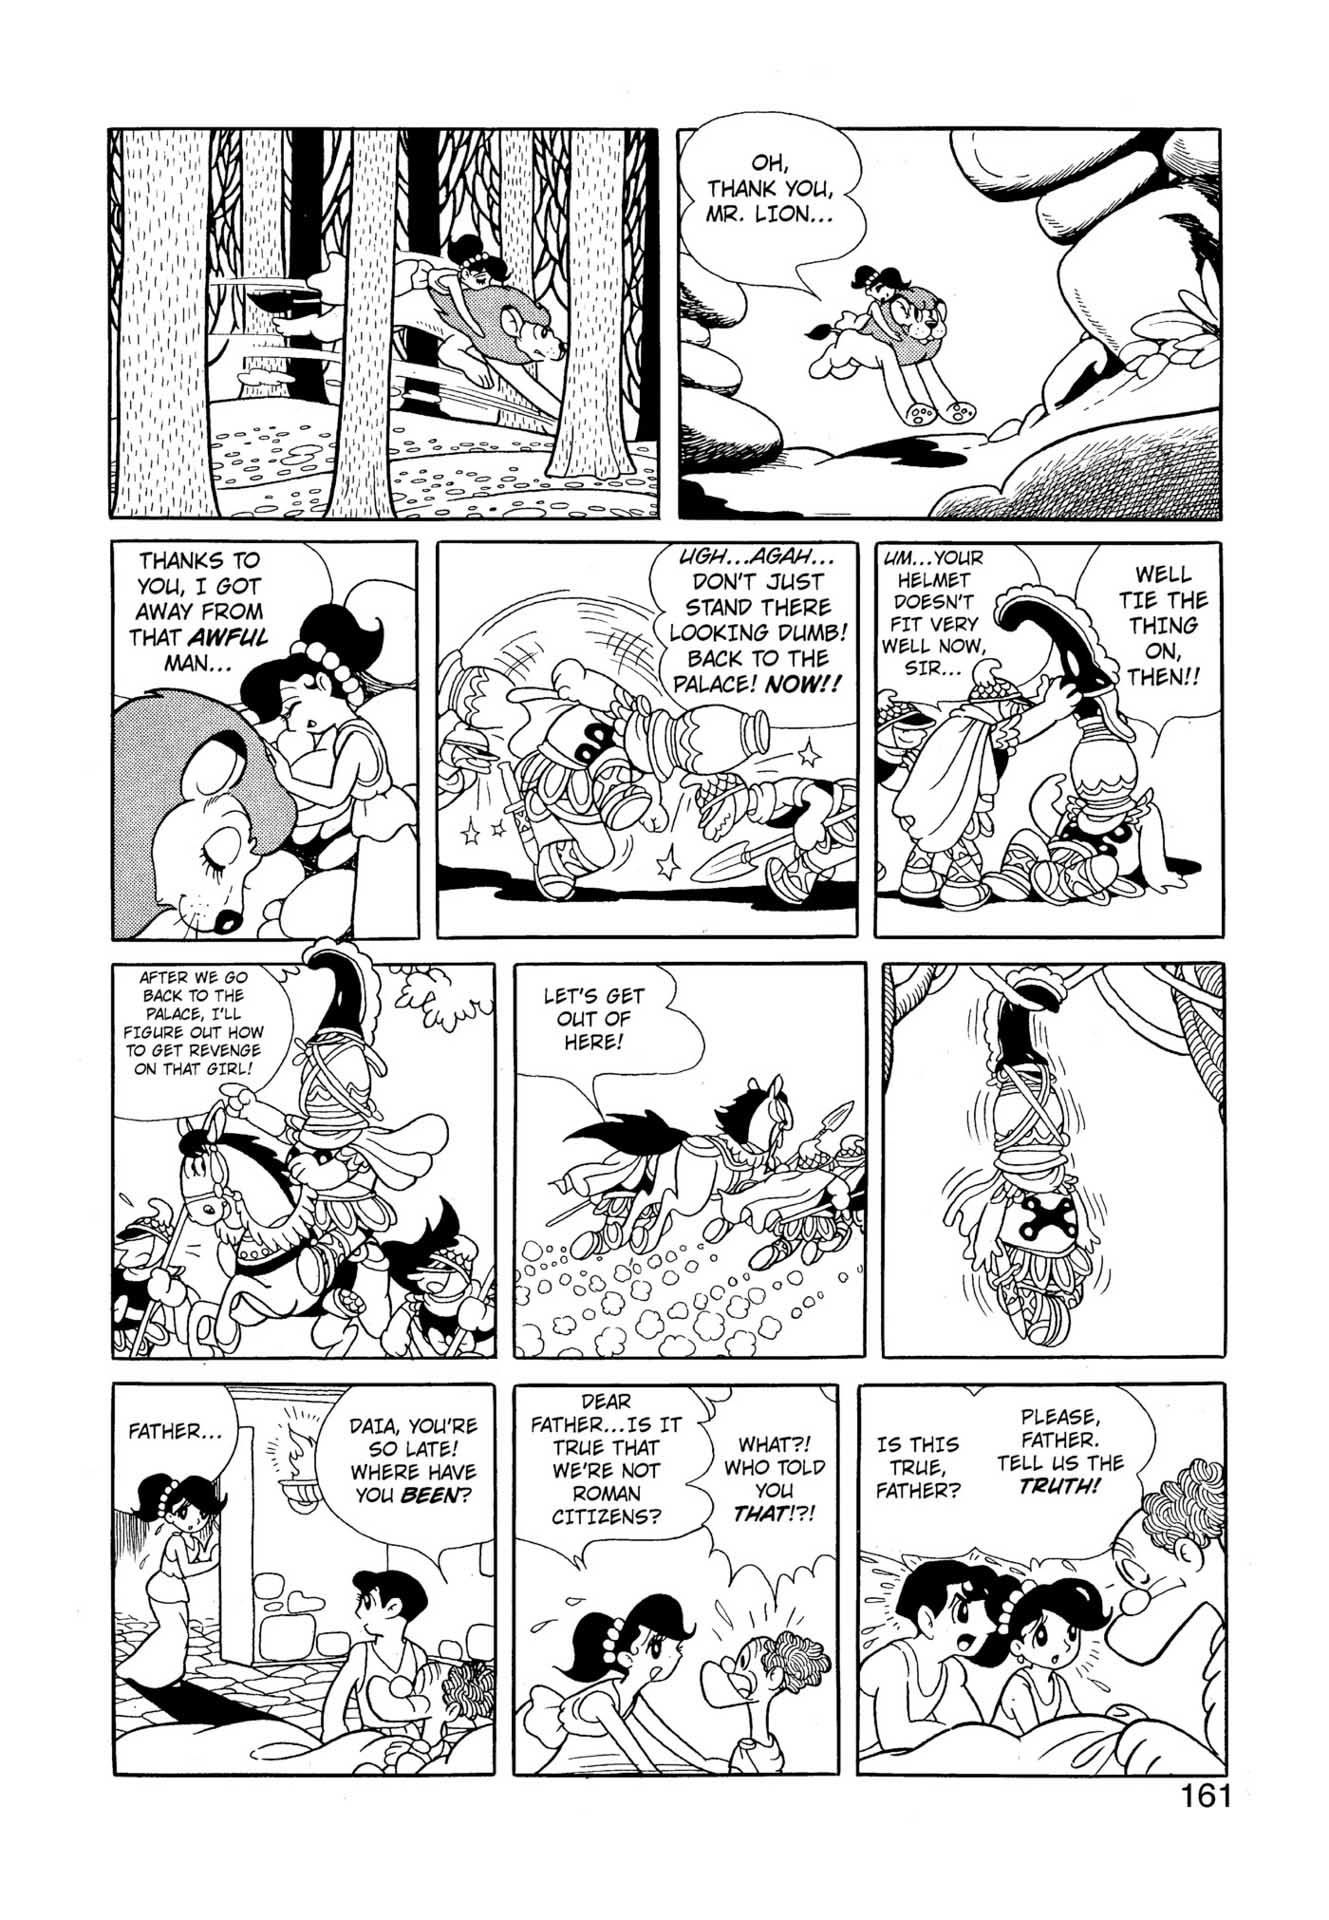 OH,
THANK YOU,
MR. LION...
THANKS TO
YOU, I GOT
AWAY FROM
THAT AWFUL
MAN...
UGH...AGAH...
DON'T JUST
STAND THERE
LOOKING DUMB!
BACK TO THE
PALACE! NOW!!
UM...YOUR
HELMET
DOESN'T
FIT VERY
WELL NOW,
SIR...
WELL
TIE THE
THING
ON,
THEN!!
AFTER WE GO
BACK TO THE
PALACE, I'LL
FIGURE OUT HOW
TO GET REVENGE
ON THAT GIRL!
LET'S GET
OUT OF
HERE!
FATHER...
DAIA, YOU'RE
SO LATE!
WHERE HAVE
YOU BEEN?
DEAR
FATHER...IS IT
TRUE THAT
WE'RE NOT
ROMAN
CITIZENS?
WHAT?!
WHO TOLD
YOU
THAT!?!
IS THIS
TRUE,
FATHER?
PLEASE,
FATHER.
TELL US THE
TRUTH!
161